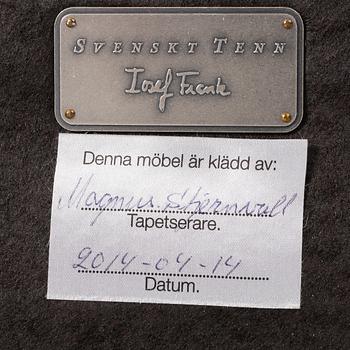 SVENSKT TENN
Josef Frank
Denna möbel är klädd av:
Magnus Stjernvall
Tapetserare.
2014-04-14
Datum.